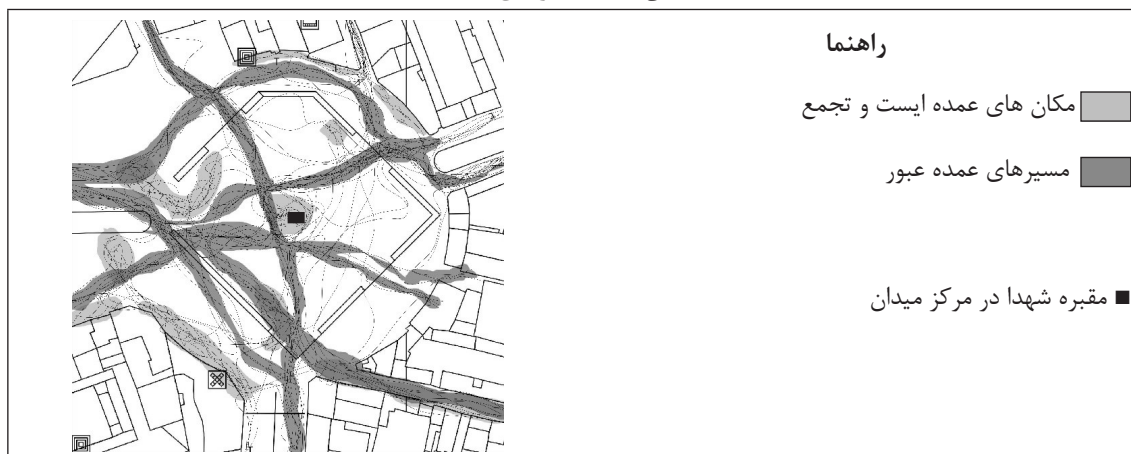 راهنما
مکان های عمده ایست و تجمع
مسیرهای عمده عبور
مقبره شهدا در مرکز میدان